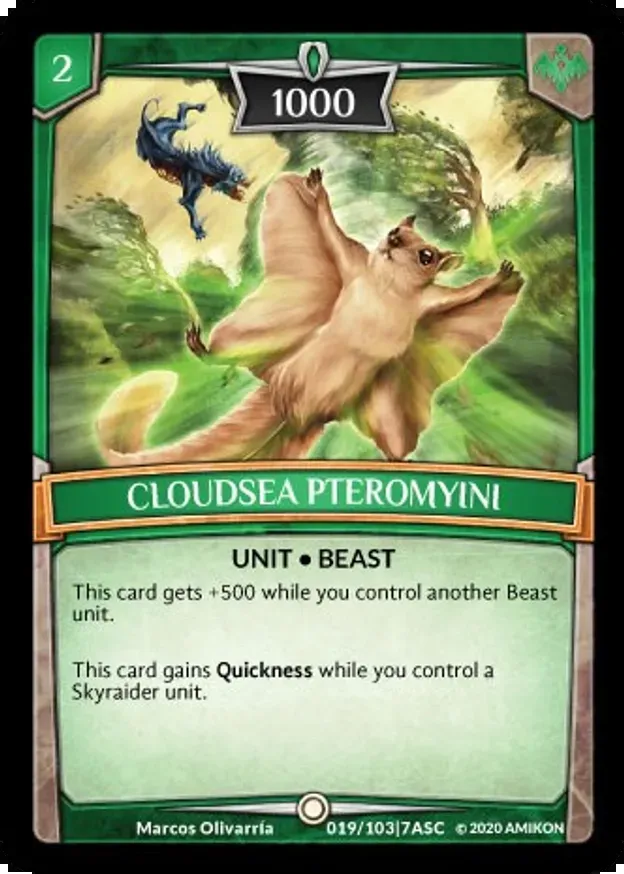 2
1000
CLOUDSEA PTEROMYINI
UNIT • BEAST
This card gets +500 while you control another Beast
unit.
This card gains Quickness while you control a
Skyraider unit.
Marcos Olivarría 019/103|7ASC © 2020 AMIKON